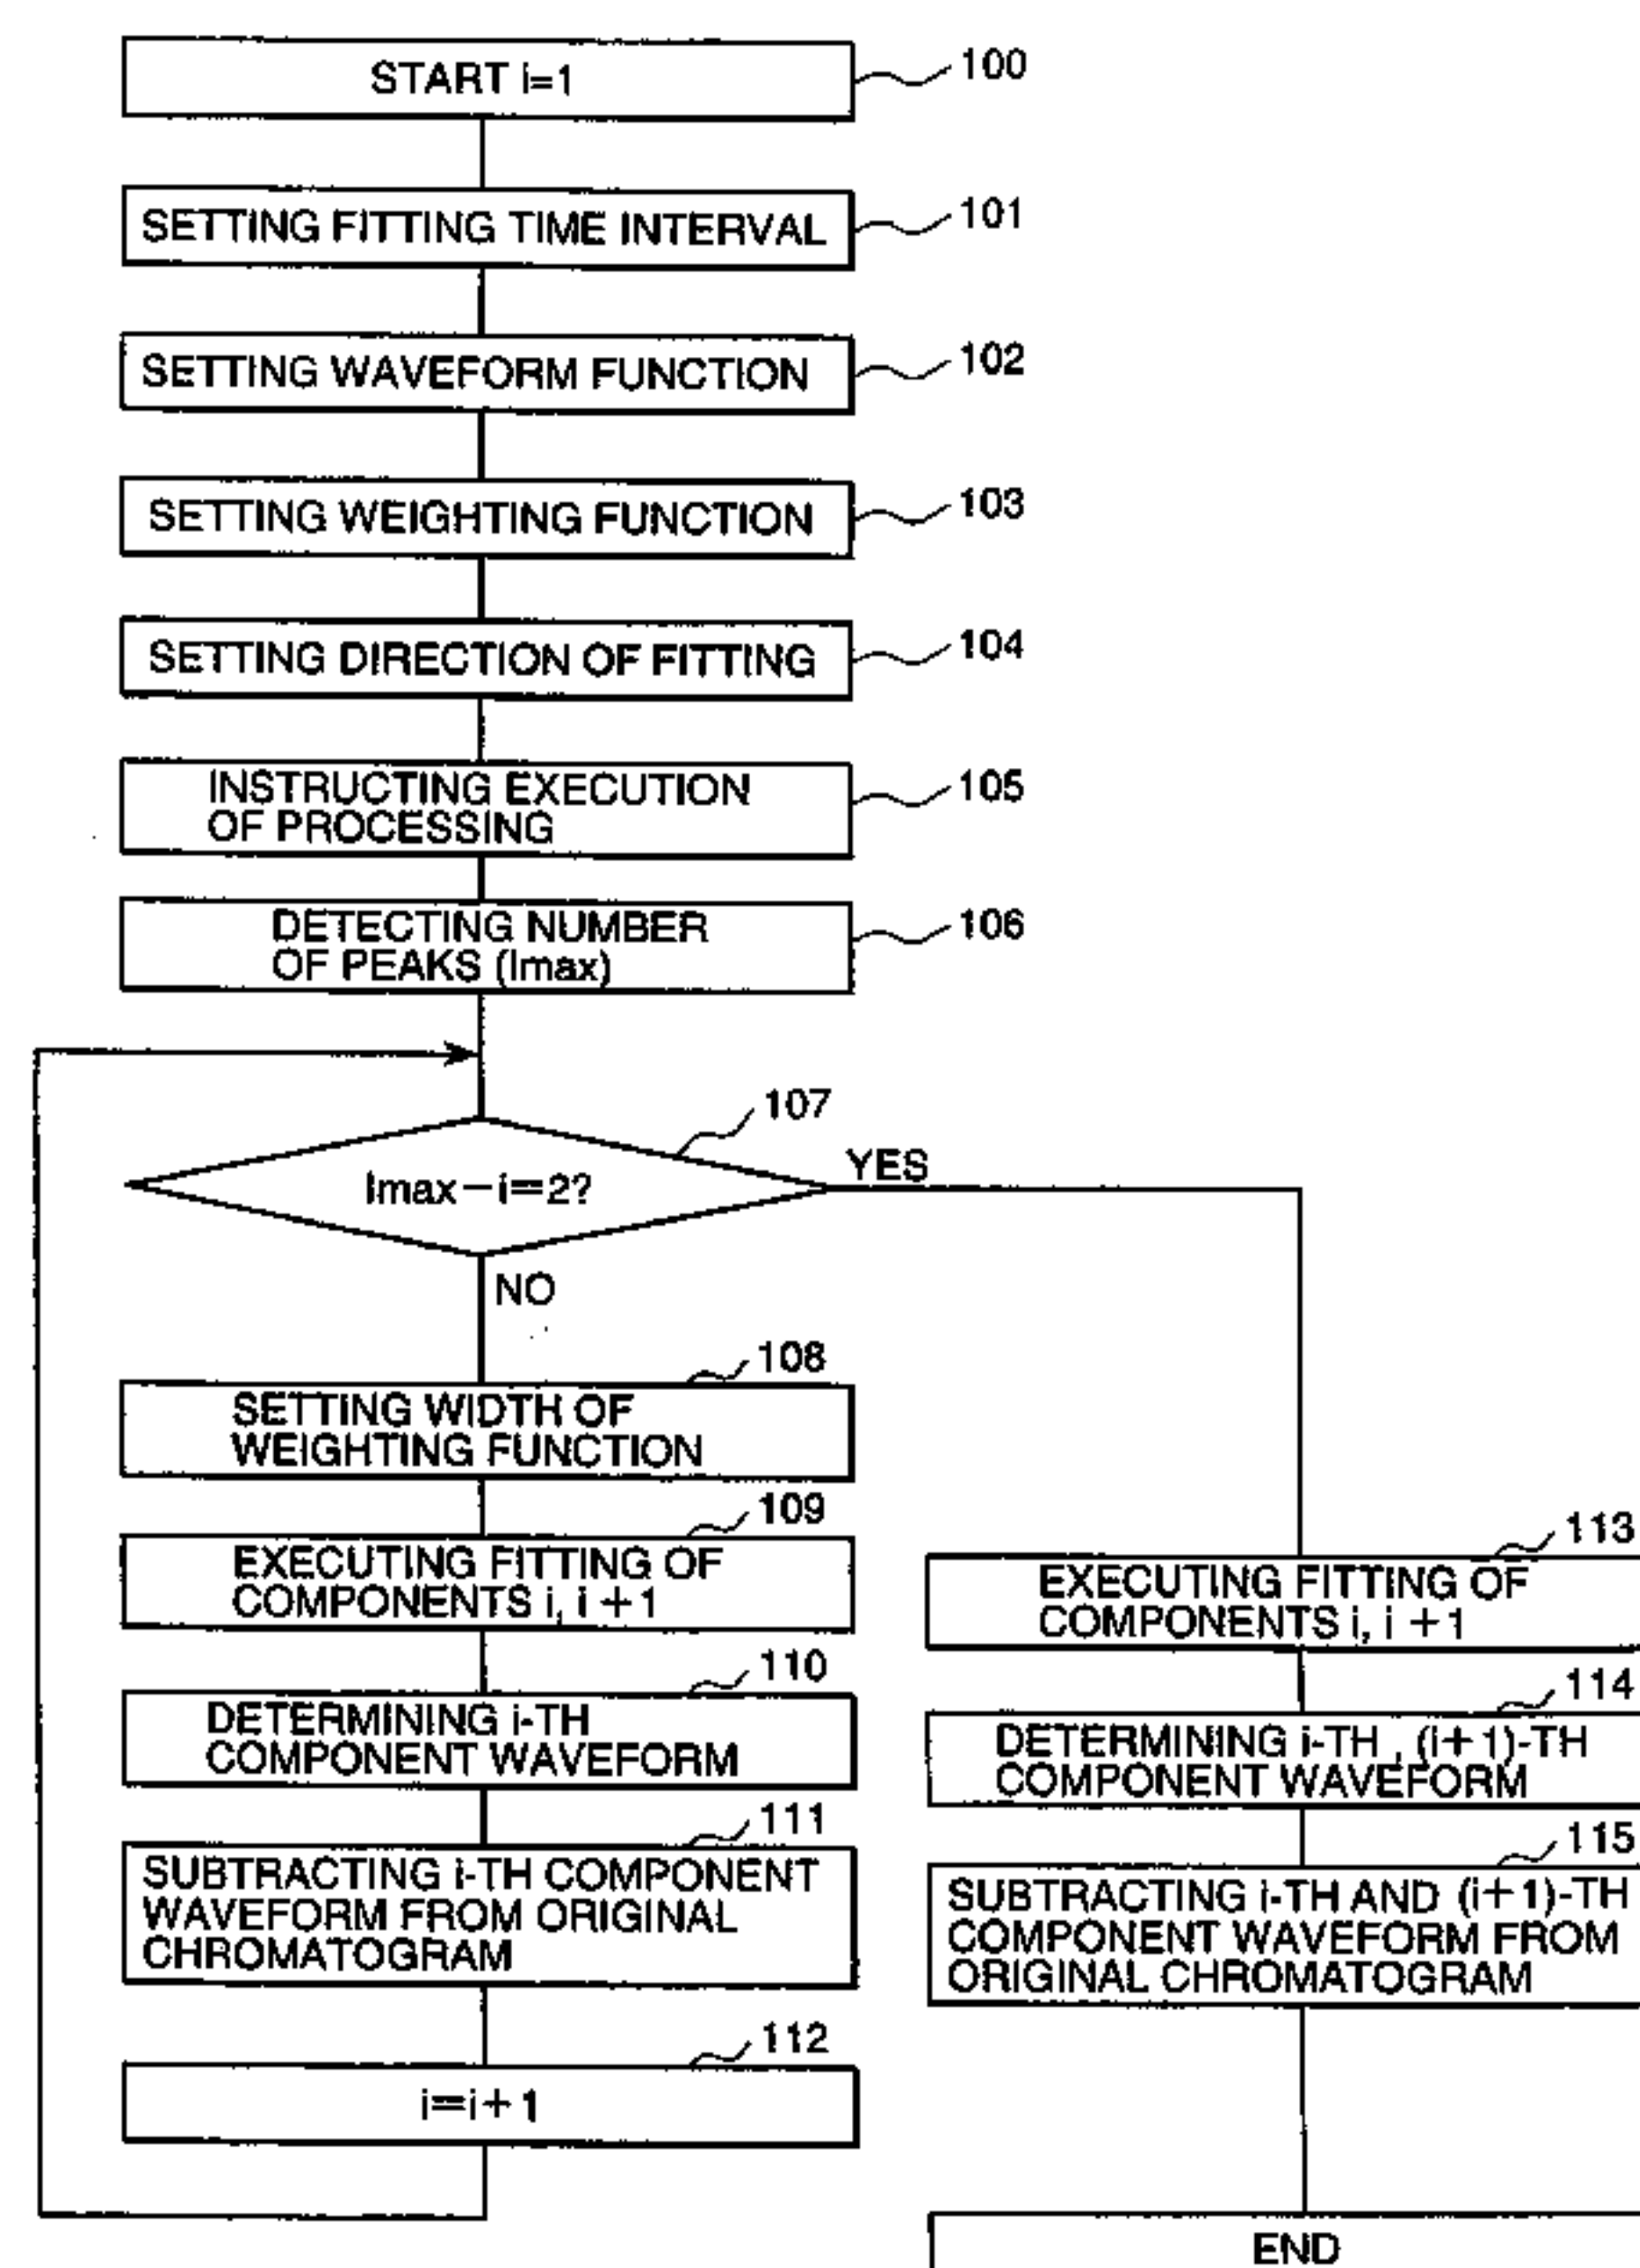 START i=1
100
SETTING FITTING TIME INTERVAL
101
SETTING WAVEFORM FUNCTION
102
SETTING WEIGHTING FUNCTION
103
SETTING DIRECTION OF FITTING
104
INSTRUCTING EXECUTION
OF PROCESSING
105
DETECTING NUMBER
OF PEAKS (Imax)
106
107
Imax－i=2?
YES
NO
108
SETTING WIDTH OF
WEIGHTING FUNCTION
109
EXECUTING FITTING OF
COMPONENTS i, i +1
110
DETERMINING i-TH
COMPONENT WAVEFORM
111
SUBTRACTING i-TH COMPONENT
WAVEFORM FROM ORIGINAL
CHROMATOGRAM
112
i=i+1
113
EXECUTING FITTING OF
COMPONENTS i, i +1
114
DETERMINING i-TH , (i+1)-TH
COMPONENT WAVEFORM
115
SUBTRACTING i-TH AND (i+1)-TH
COMPONENT WAVEFORM FROM
ORIGINAL CHROMATOGRAM
END